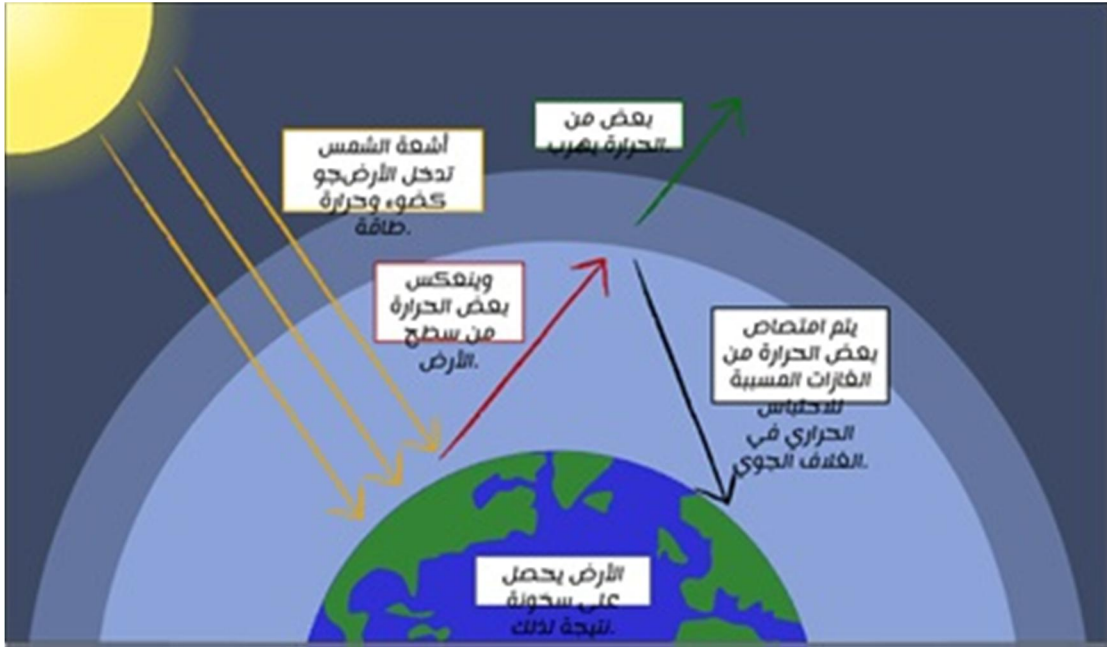 بعض من
الحرارة يهرب.
أشعة الشمس
تدخل الأرضجو
كضوء وحرارة
طاقة.
وينعكس
بعض الحرارة
من سطح
الأرض.
يتم امتصاص
بعض الحرارة من
الغازات المسببة
للاحتباس
الحراري في
الغلاف الجوي.
الأرض يحصل
على سخونة
نتيجة لذلك.